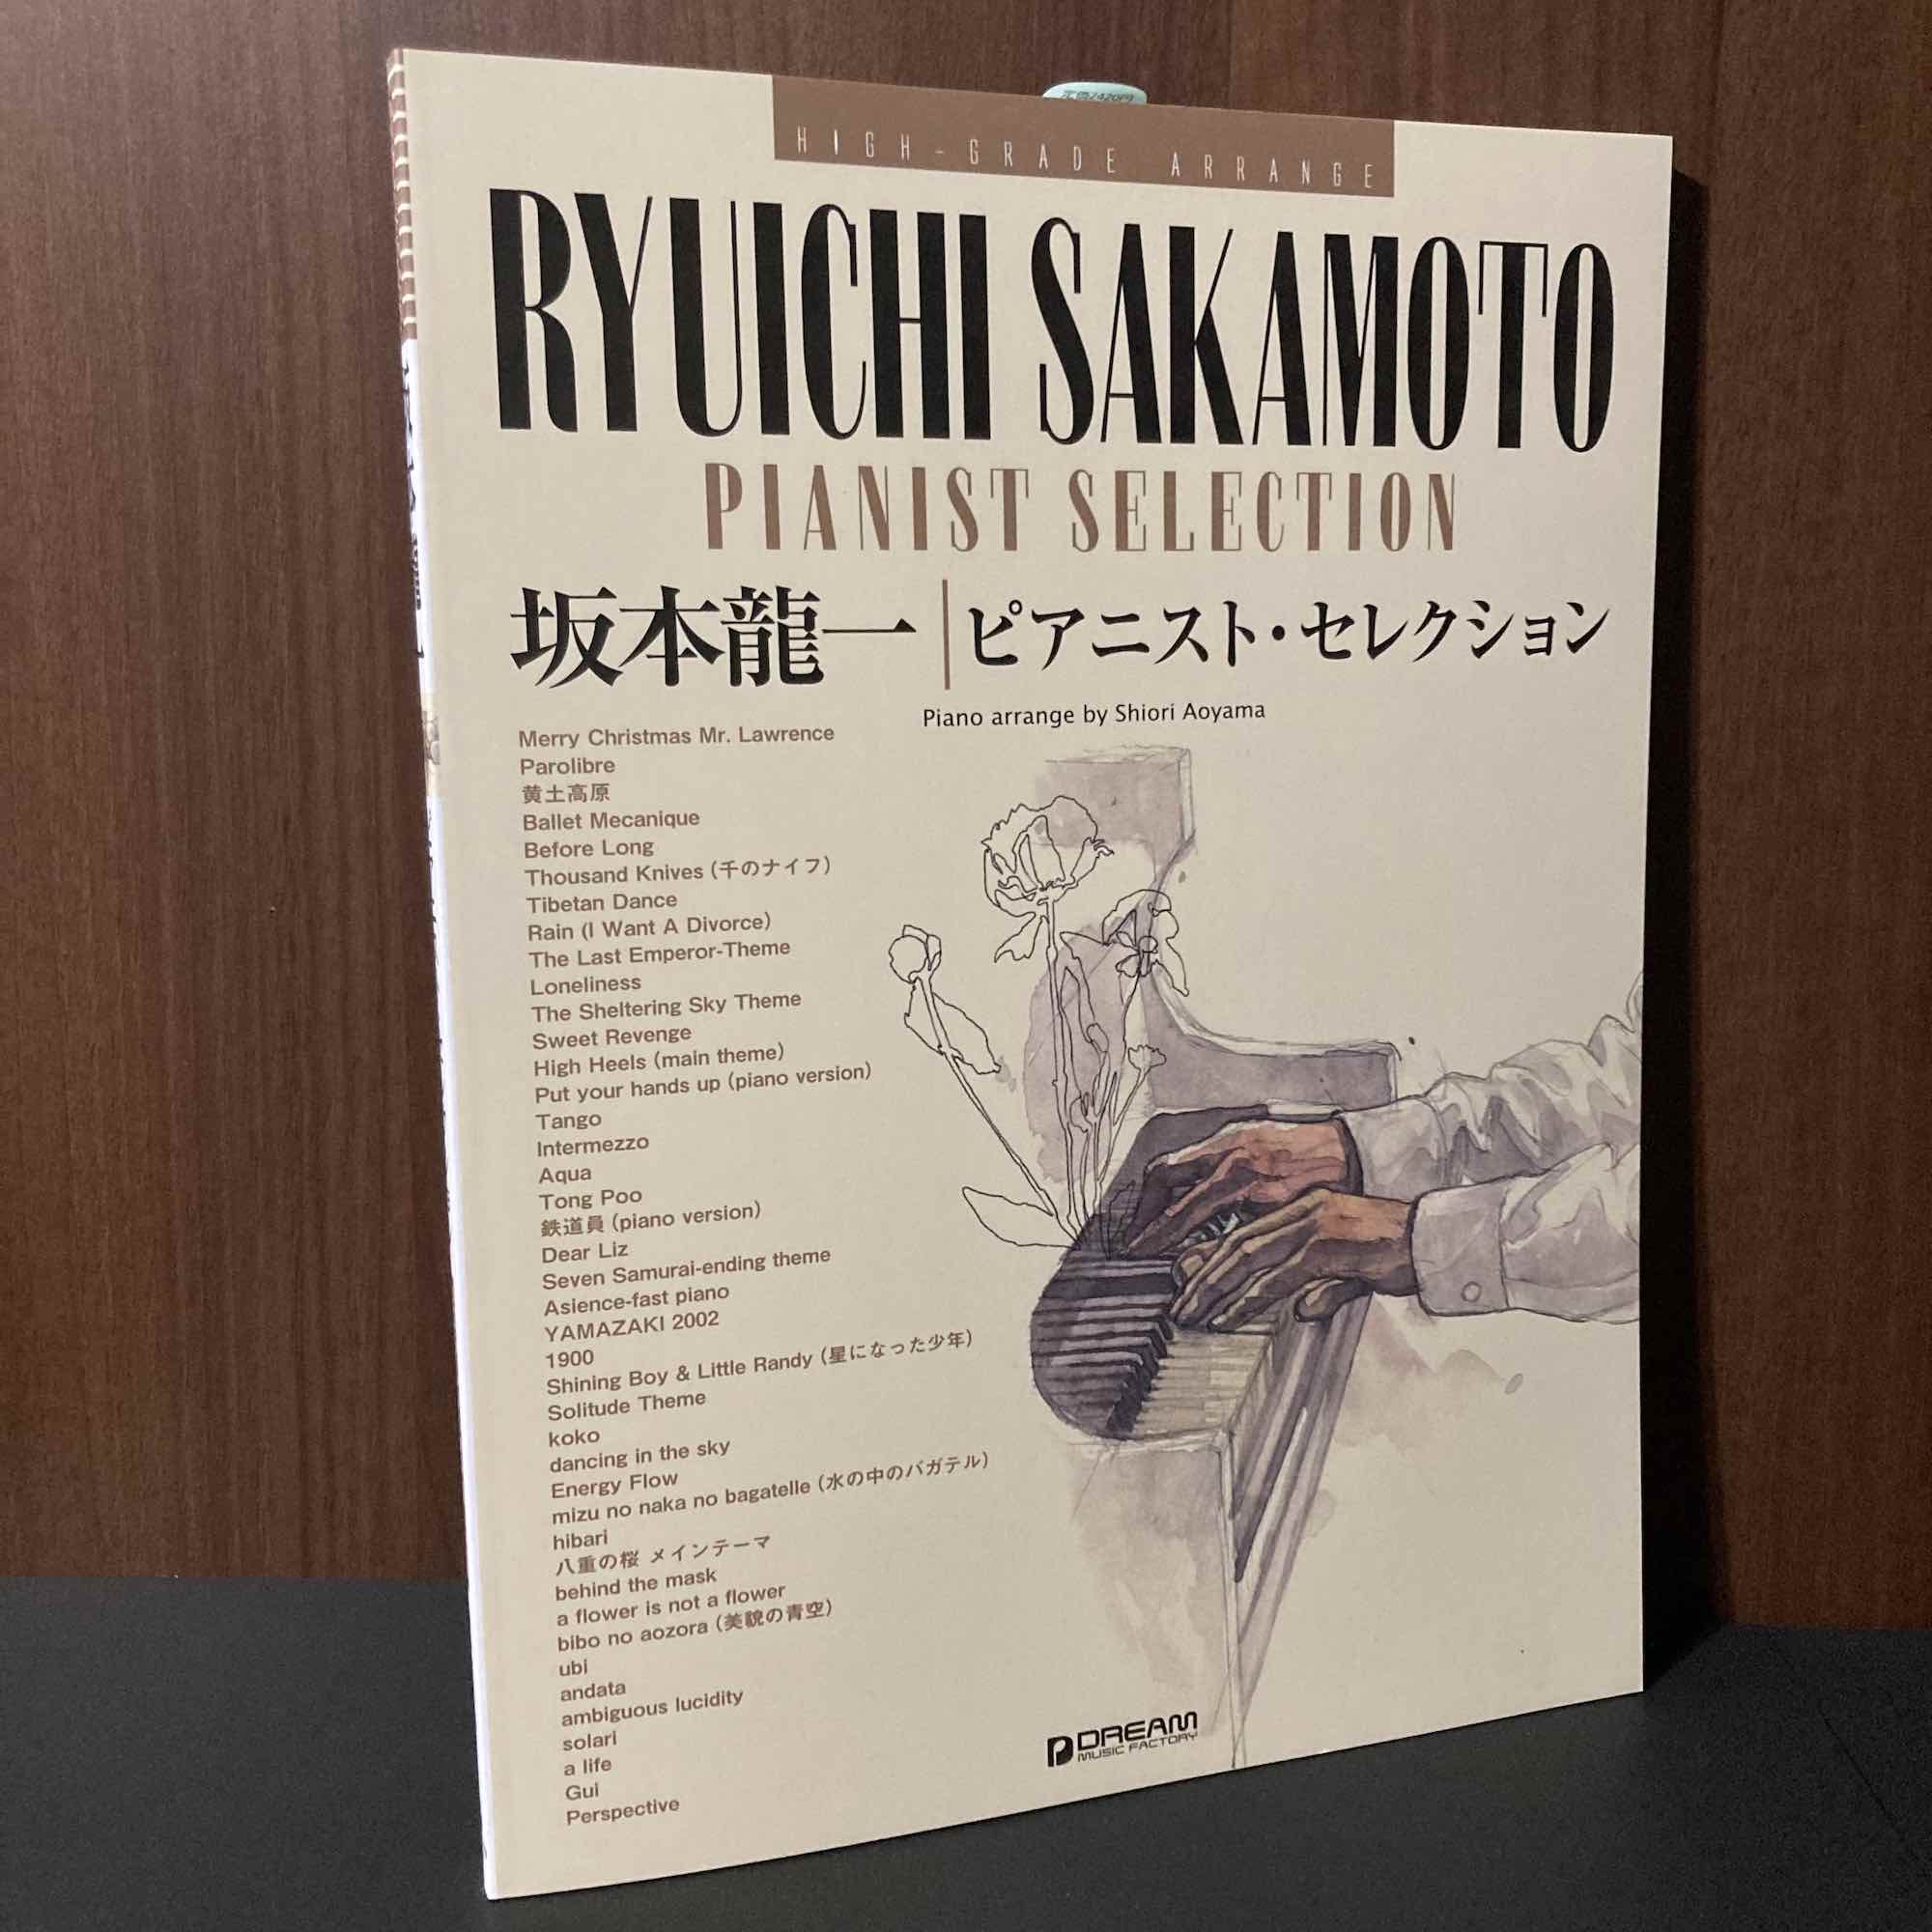 HIGH-GRADE ARRANGE
RYUICHI SAKAMOTO
PIANIST SELECTION
坂本龍一 | ピアニスト・セレクション
Piano arrange by Shiori Aoyama
Merry Christmas Mr. Lawrence
Parolibre
黄土高原
Ballet Mecanique
Before Long
Thousand Knives (千のナイフ)
Tibetan Dance
Rain (I Want A Divorce)
The Last Emperor-Theme
Loneliness
The Sheltering Sky Theme
Sweet Revenge
High Heels (main theme)
Put your hands up (piano version)
Tango
Intermezzo
Aqua
Tong Poo
鉄道員 (piano version)
Dear Liz
Seven Samurai-ending theme
Asience-fast piano
YAMAZAKI 2002
1900
Shining Boy & Little Randy (星になった少年)
Solitude Theme
koko
dancing in the sky
Energy Flow
mizu no naka no bagatelle (水の中のバガテル)
hibari
八重の桜 メインテーマ
behind the mask
a flower is not a flower
bibo no aozora (美貌の青空)
ubi
andata
ambiguous lucidity
solari
a life
Gui
Perspective
DREAM
MUSIC FACTORY